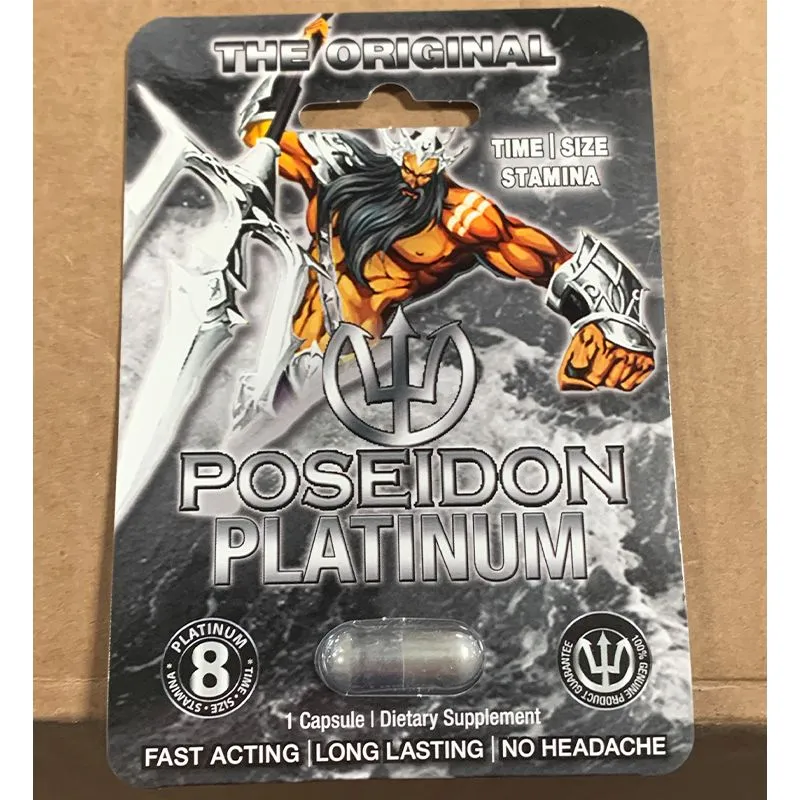 THE ORIGINAL
TIME | SIZE
STAMINA
POSEIDON
PLATINUM
PLATINUM
8
* TIME • SIZE • STAMINA *
100% GENUINE PRODUCT GUARANTEE
1 Capsule | Dietary Supplement
FAST ACTING | LONG LASTING | NO HEADACHE